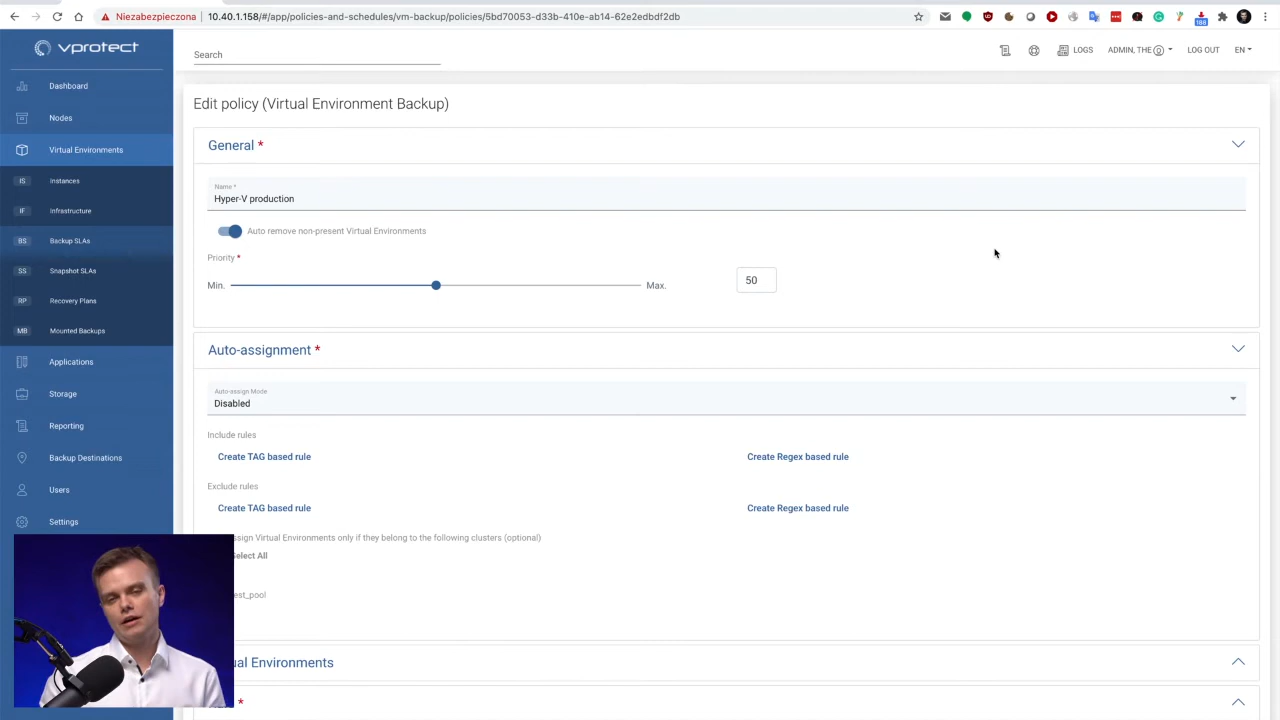 Niezabezpieczona 10.40.1.158/#/app/policies-and-schedules/vm-backup/policies/5bd70053-d33b-410e-ab14-62e2edbdf2db
186
vprotect
Search
LOGS
ADMIN, THE
LOG OUT
EN
Dashboard
Nodes
Virtual Environments
IS Instances
IF Infrastructure
BS Backup SLAs
SS Snapshot SLAs
RP Recovery Plans
MB Mounted Backups
Applications
Storage
Reporting
Backup Destinations
Users
Settings
Edit policy (Virtual Environment Backup)
General *
Name *
Hyper-V production
Auto remove non-present Virtual Environments
Priority *
Min. Max. 50
Auto-assignment *
Auto-assign Mode
Disabled
Include rules
Create TAG based rule Create Regex based rule
Exclude rules
Create TAG based rule Create Regex based rule
ssign Virtual Environments only if they belong to the following clusters (optional)
elect All
est_pool
ual Environments
*